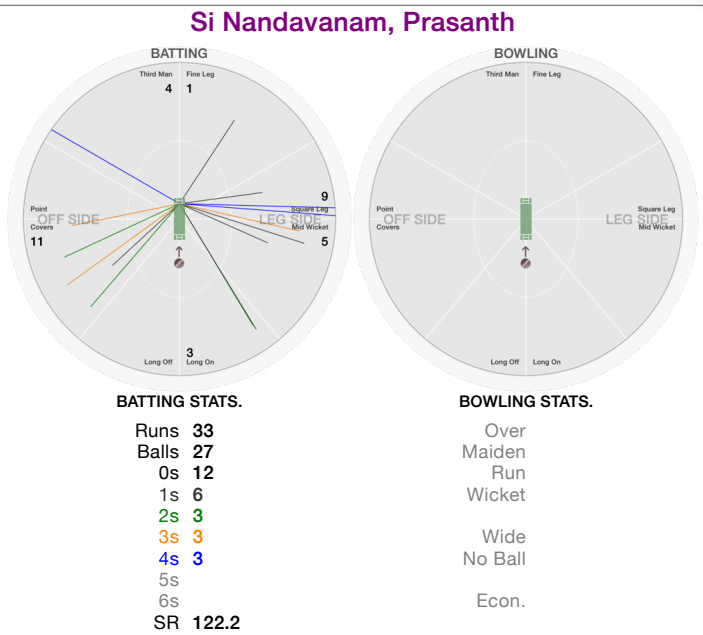 Si Nandavanam, Prasanth
BATTING
Third Man Fine Leg
4 1
9
Point Square Leg
OFF SIDE LEG SIDE
Covers Mid Wicket
11 5
3
Long Off Long On
BOWLING
Third Man Fine Leg
Point Square Leg
OFF SIDE LEG SIDE
Covers Mid Wicket
Long Off Long On
BATTING STATS.
Runs 33
Balls 27
0s 12
1s 6
2s 3
3s 3
4s 3
5s
6s
SR 122.2
BOWLING STATS.
Over
Maiden
Run
Wicket
Wide
No Ball
Econ.